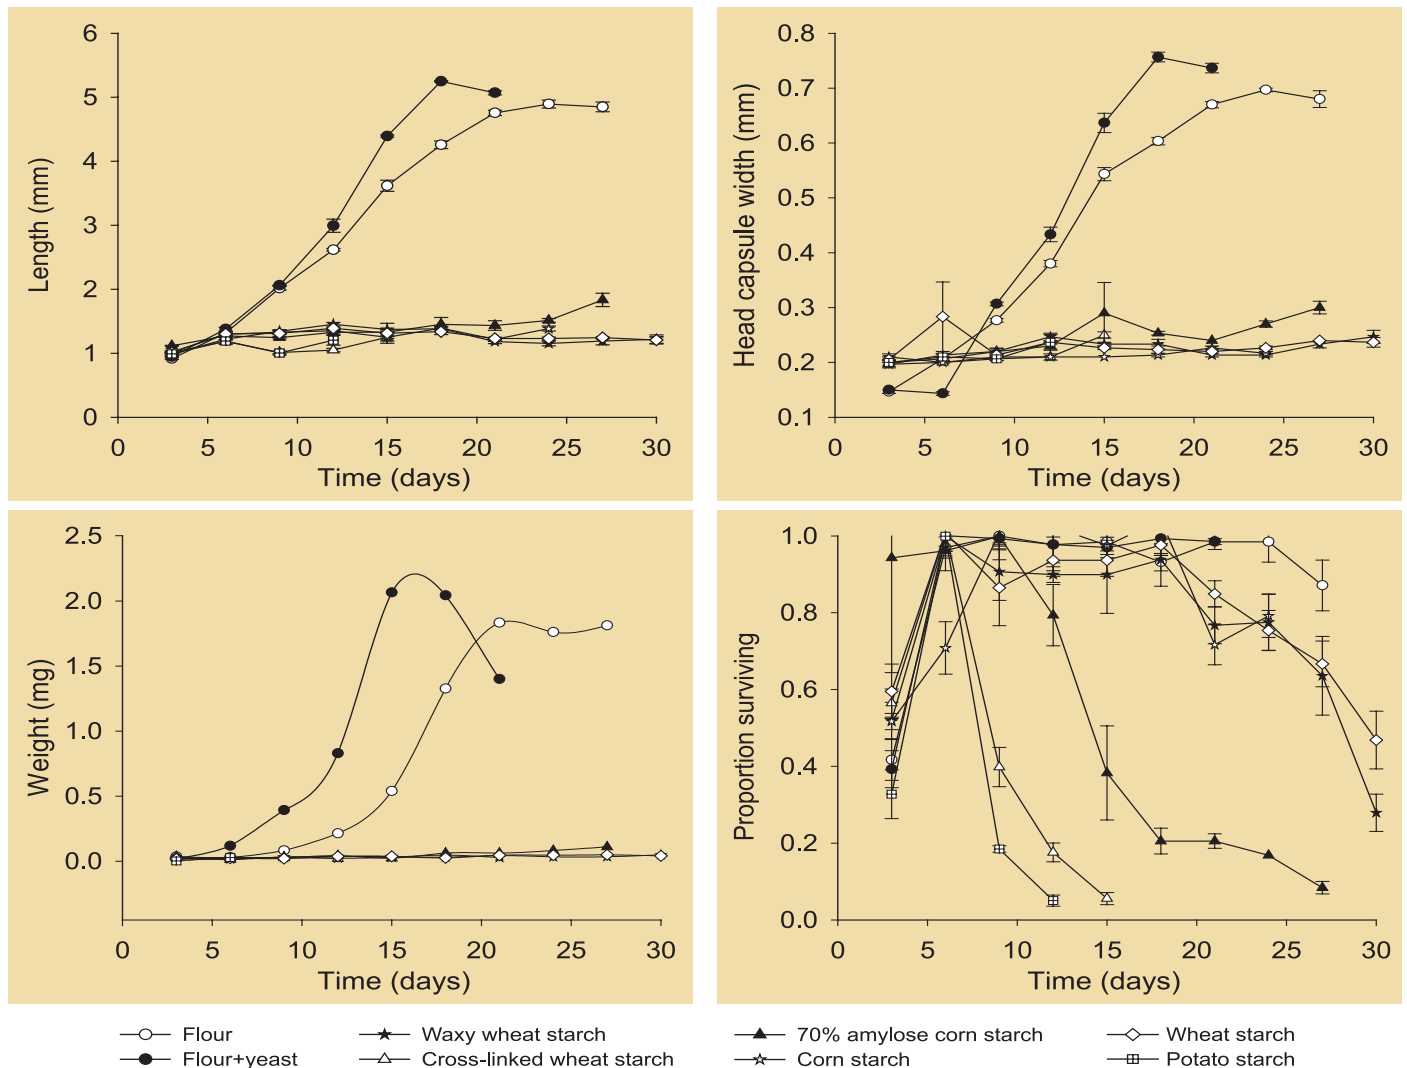 6
5
4
3
2
1
0
Length (mm)
0 5 10 15 20 25 30
Time (days)
0.8
0.7
0.6
0.5
0.4
0.3
0.2
0.1
Head capsule width (mm)
0 5 10 15 20 25 30
Time (days)
2.5
2.0
1.5
1.0
0.5
0.0
Weight (mg)
0 5 10 15 20 25 30
Time (days)
1.0
0.8
0.6
0.4
0.2
0.0
Proportion surviving
0 5 10 15 20 25 30
Time (days)
Flour Waxy wheat starch 70% amylose corn starch Wheat starch
Flour+yeast Cross-linked wheat starch Corn starch Potato starch